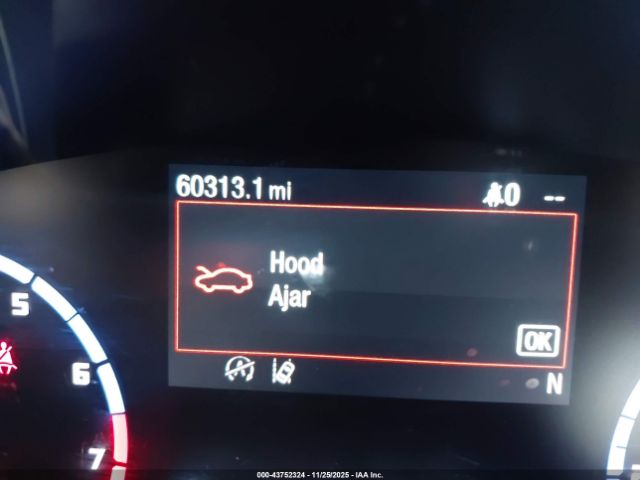 60313.1 mi 0 --
Hood
Ajar
OK
5
6
7
N
000-43752324 - 11/25/2025 - IAA Inc.